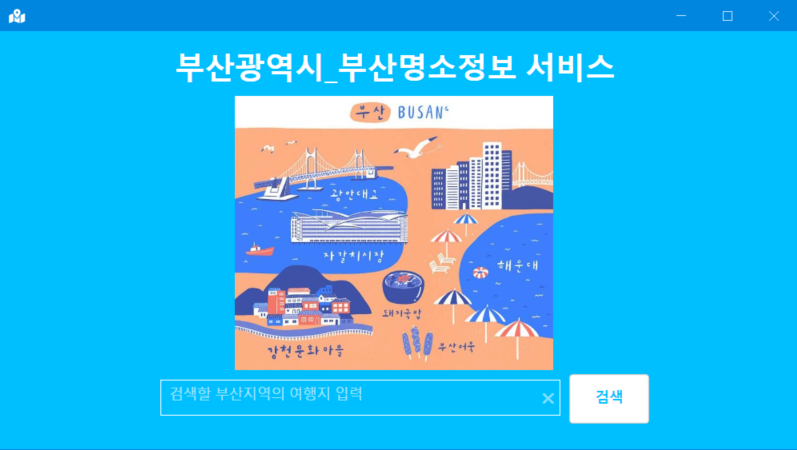 부산광역시_부산명소정보 서비스
부산 BUSAN
광안대교
자갈치시장
해운대
돼지국밥
감천문화마을
부산어묵
검색할 부산지역의 여행지 입력
검색